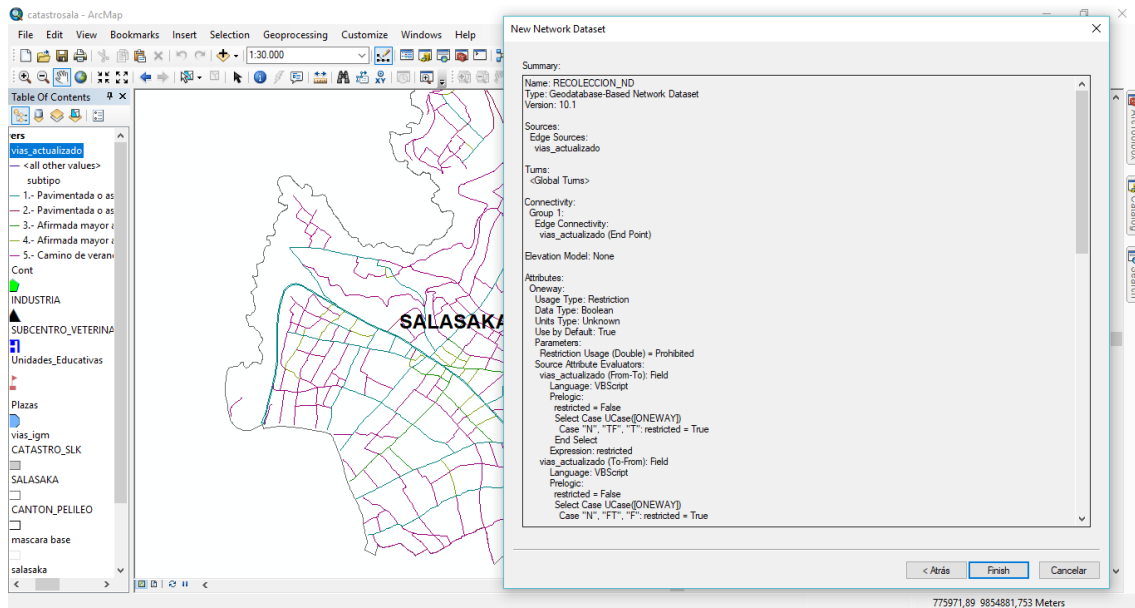 catastrosala - ArcMap
File Edit View Bookmarks Insert Selection Geoprocessing Customize Windows Help
1:30.000
Table Of Contents
ers
vias_actualizado
<all other values>
subtipo
1.- Pavimentada o as
2.- Pavimentada o as
3.- Afirmada mayor a
4.- Afirmada mayor a
5.- Camino de veran
Cont
INDUSTRIA
SUBCENTRO_VETERINA
Unidades_Educativas
Plazas
vias_igm
CATASTRO_SLK
SALASAKA
CANTON_PELILEO
mascara base
salasaka
SALASAKA
New Network Dataset
Summary:
Name: RECOLECCION_ND
Type: Geodatabase-Based Network Dataset
Version: 10.1
Sources:
Edge Sources:
vias_actualizado
Turns:
<Global Turns>
Connectivity:
Group 1:
Edge Connectivity:
vias_actualizado (End Point)
Elevation Model: None
Attributes:
Oneway:
Usage Type: Restriction
Data Type: Boolean
Units Type: Unknown
Use by Default: True
Parameters:
Restriction Usage (Double) = Prohibited
Source Attribute Evaluators:
vias_actualizado (From-To): Field
Language: VBScript
Prelogic:
restricted = False
Select Case UCase([ONEWAY])
Case "N", "TF", "T": restricted = True
End Select
Expression: restricted
vias_actualizado (To-From): Field
Language: VBScript
Prelogic:
restricted = False
Select Case UCase([ONEWAY])
Case "N", "FT", "F": restricted = True
< Atrás
Finish
Cancelar
Catalog
Search
775971,89 9854881,753 Meters